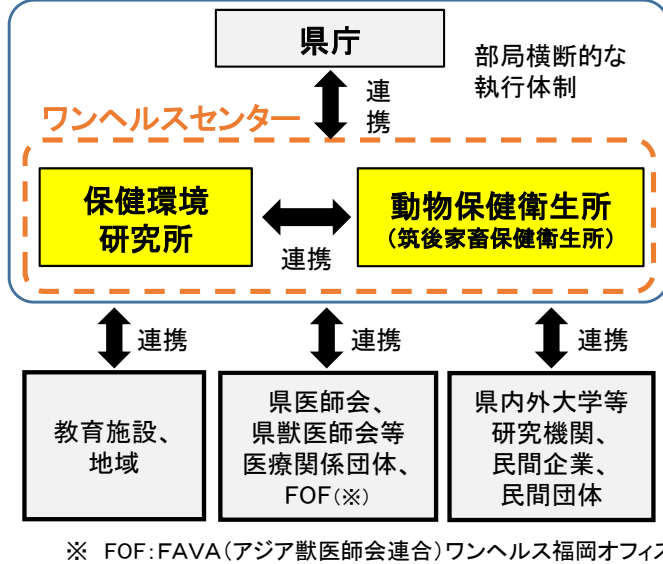 県庁
部局横断的な
執行体制
連
携
ワンヘルスセンター
保健環境
研究所
連携
動物保健衛生所
(筑後家畜保健衛生所)
連携
連携
連携
教育施設、
地域
県医師会、
県獣医師会等
医療関係団体、
FOF(※)
県内外大学等
研究機関、
民間企業、
民間団体
※ FOF:FAVA(アジア獣医師会連合)ワンヘルス福岡オフィス